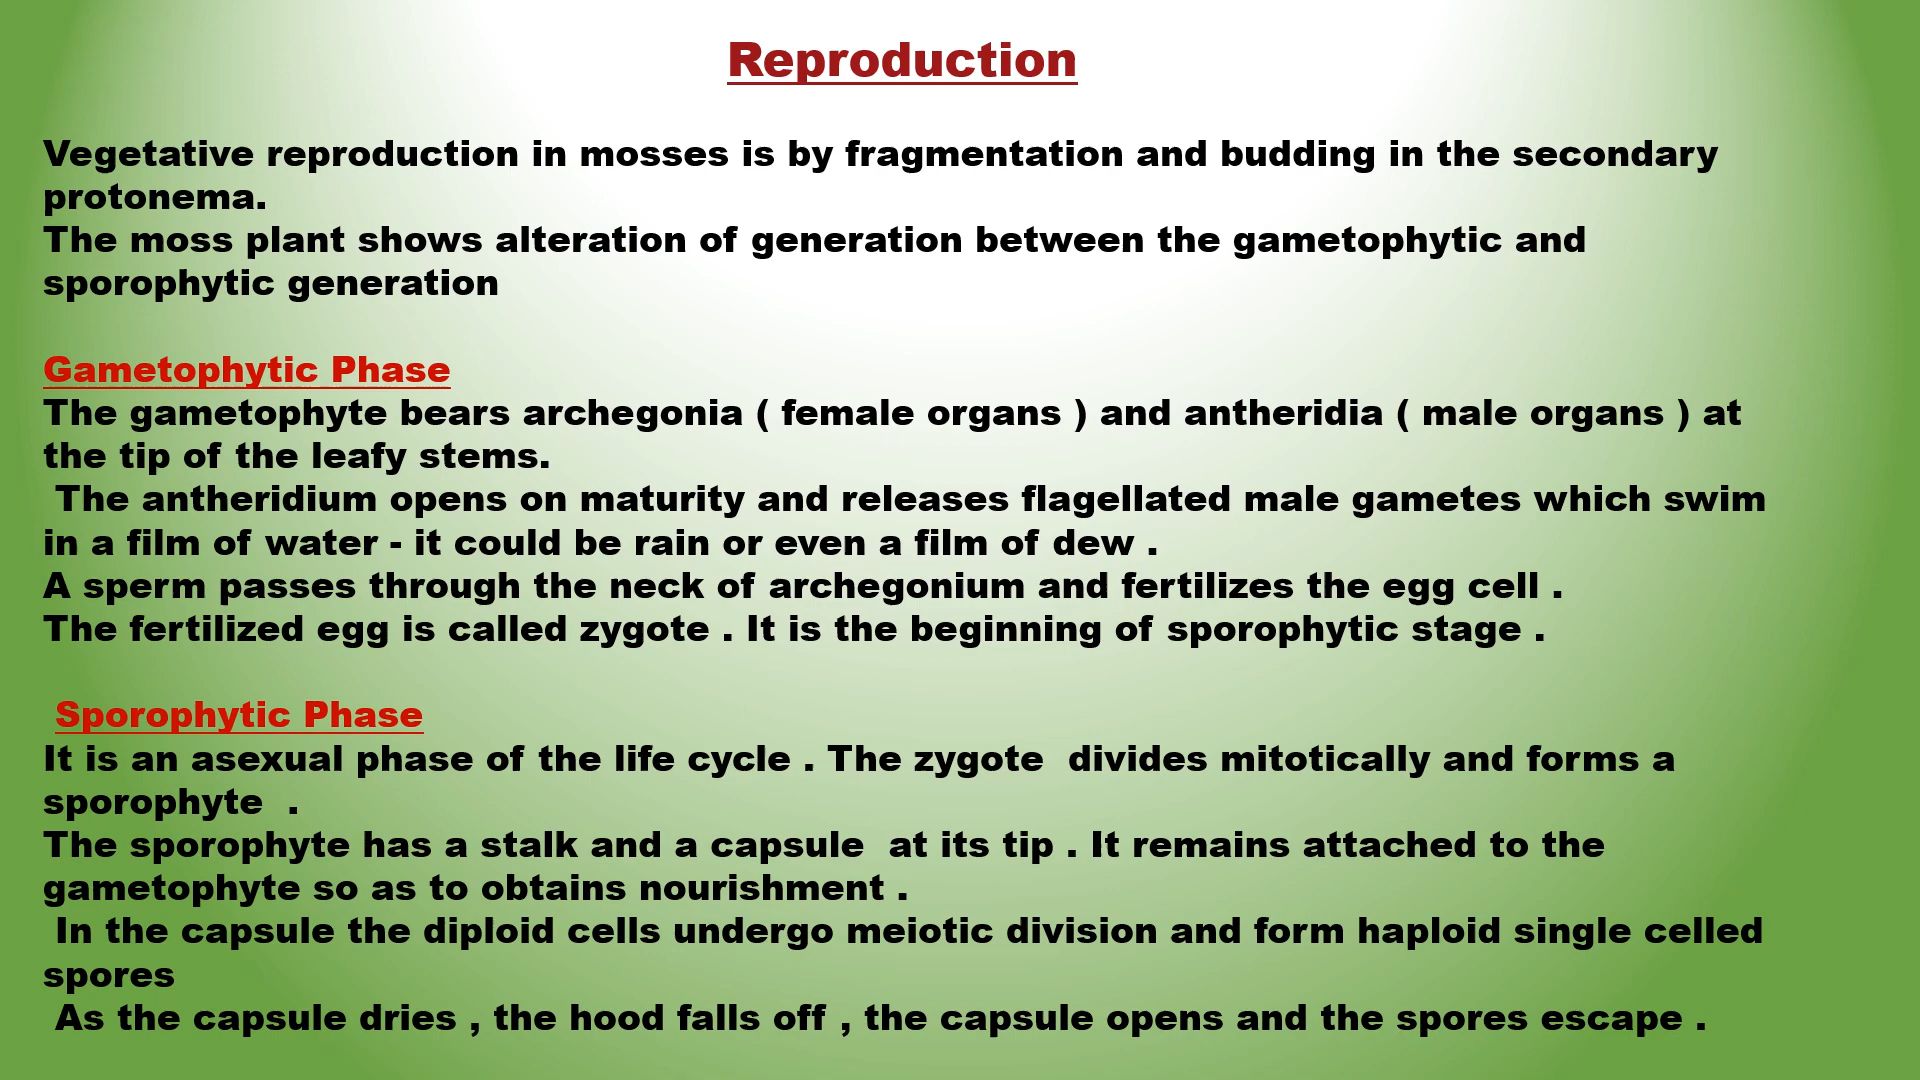 Reproduction
Vegetative reproduction in mosses is by fragmentation and budding in the secondary
protonema.
The moss plant shows alteration of generation between the gametophytic and
sporophytic generation
Gametophytic Phase
The gametophyte bears archegonia ( female organs ) and antheridia ( male organs ) at
the tip of the leafy stems.
The antheridium opens on maturity and releases flagellated male gametes which swim
in a film of water - it could be rain or even a film of dew .
A sperm passes through the neck of archegonium and fertilizes the egg cell .
The fertilized egg is called zygote . It is the beginning of sporophytic stage .
Sporophytic Phase
It is an asexual phase of the life cycle . The zygote  divides mitotically and forms a
sporophyte  .
The sporophyte has a stalk and a capsule  at its tip . It remains attached to the
gametophyte so as to obtains nourishment .
In the capsule the diploid cells undergo meiotic division and form haploid single celled
spores
As the capsule dries , the hood falls off , the capsule opens and the spores escape .